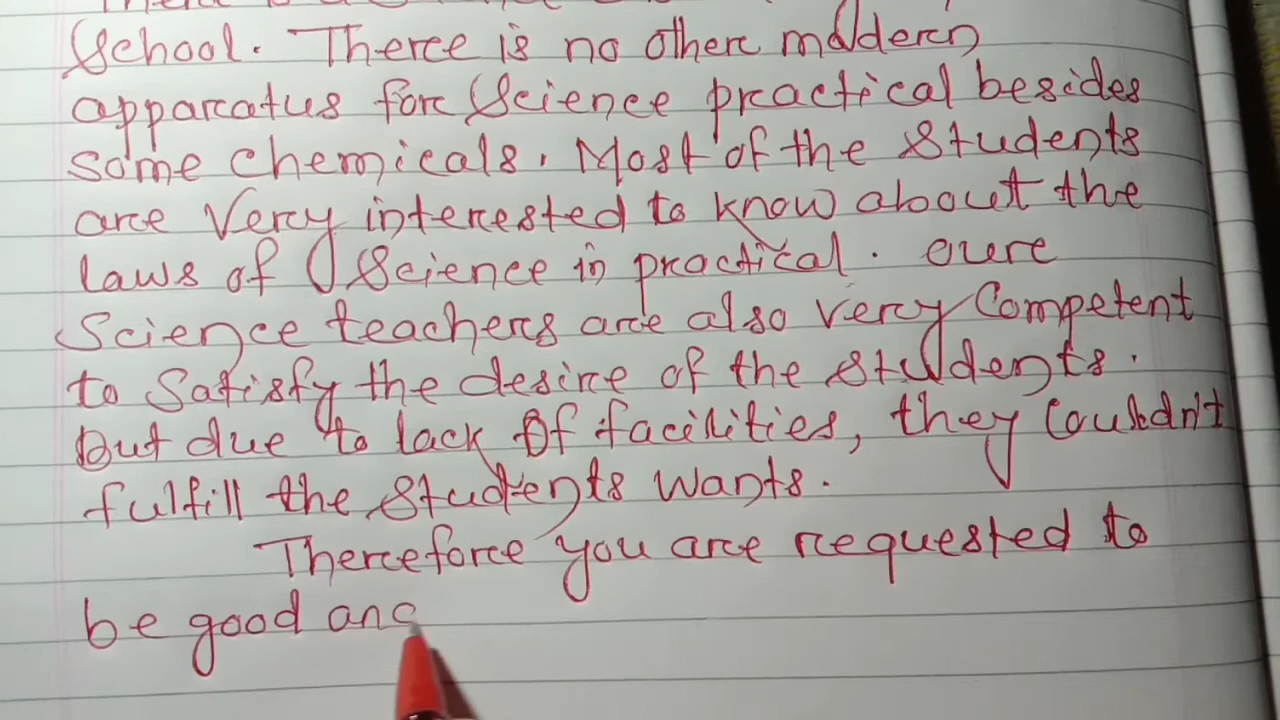 School. There is no other modern
apparatus for Science practical besides
some chemicals. Most of the students
are very interested to know about the
laws of Science in practical. our
Science teachers are also very competent
to Satisfy the desire of the students.
but due to lack of facilities, they couldn't
fulfill the students wants.
Therefore you are requested to
be good